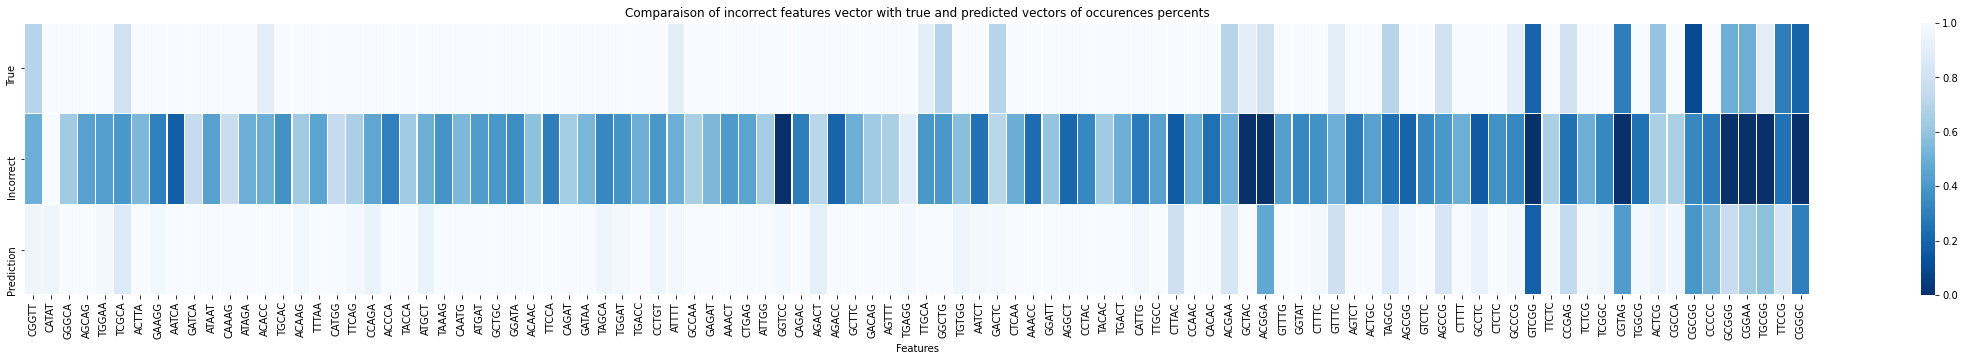 Comparaison of incorrect features vector with true and predicted vectors of occurences percents
True
Incorrect
Prediction
CGGTT
CATAT
GGGCA
AGCAG
TGGAA
TCGCA
ACTTA
GAAGG
AATCA
GATCA
ATAAT
CAAAG
ATAGA
ACACC
TGCAC
ACAAG
TTTAA
CATGG
TTCAG
CCAGA
ACCCA
TACCA
ATGCT
TAAAG
CAATG
ATGAT
GCTGC
GGATA
ACAAC
TTCCA
CAGAT
GATAA
TAGCA
TGGAT
TGACC
CCTGT
ATTTT
GCCAA
GAGAT
AAACT
CTGAG
ATTGG
GGTCC
CAGAC
AGACT
AGACC
GCTTC
GACAG
AGTTT
TGAGG
TTGCA
GGCTG
TGTGG
AATCT
GACTC
CTCAA
AAACC
GGATT
AGGCT
CCTAC
TACAC
TGACT
CATTG
TTGCC
CTTAC
CCAAC
CACAC
ACGAA
GCTAC
ACGGA
GTTTG
GGTAT
CTTTC
GTTTC
AGTCT
ACTGC
TAGCG
AGCGG
GTCTC
AGCCG
CTTTT
GCCTC
CTCTC
GCCCG
GTCGG
TTCTC
CCGAG
TCTCG
TCGGC
CGTAG
TGGCG
ACTCG
CGCCA
CGCGG
CCCCC
GCGGG
CGGAA
TGCGG
TTCCG
CGGGC
Features
1.0
0.8
0.6
0.4
0.2
0.0